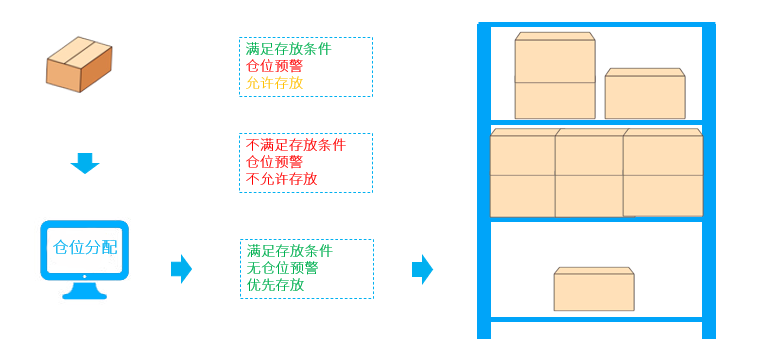 满足存放条件
仓位预警
允许存放
不满足存放条件
仓位预警
不允许存放
仓位分配
满足存放条件
无仓位预警
优先存放